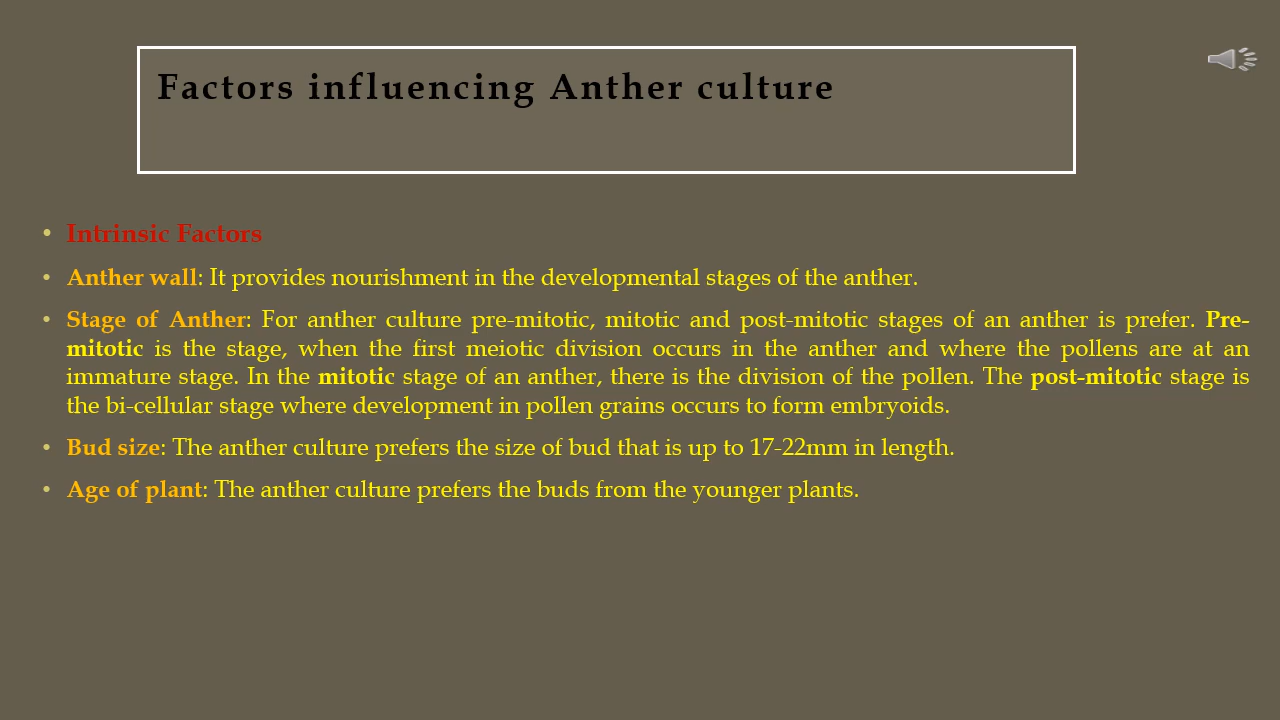 Factors influencing Anther culture
• Intrinsic Factors
• Anther wall: It provides nourishment in the developmental stages of the anther.
• Stage of Anther: For anther culture pre-mitotic, mitotic and post-mitotic stages of an anther is prefer. Pre-
mitotic is the stage, when the first meiotic division occurs in the anther and where the pollens are at an
immature stage. In the mitotic stage of an anther, there is the division of the pollen. The post-mitotic stage is
the bi-cellular stage where development in pollen grains occurs to form embryoids.
• Bud size: The anther culture prefers the size of bud that is up to 17-22mm in length.
• Age of plant: The anther culture prefers the buds from the younger plants.